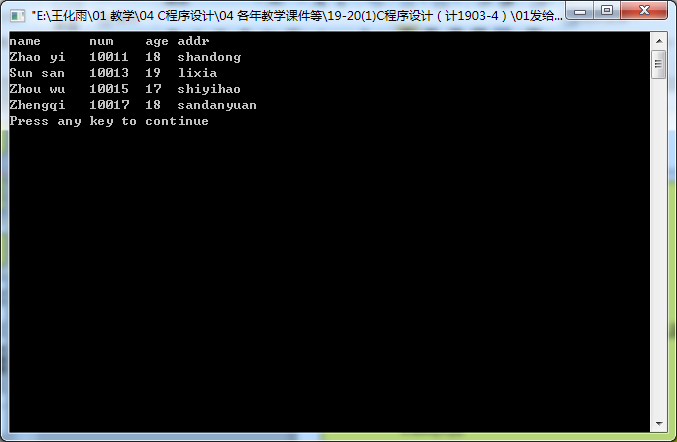 "E:\王化雨\01 教学\04 C程序设计\04 各年教学课件等\19-20(1)C程序设计（计1903-4）\01发给...
name      num    age addr
Zhao yi   10011  18  shandong
Sun san   10013  19  lixia
Zhou wu   10015  17  shiyihao
Zhengqi   10017  18  sandanyuan
Press any key to continue